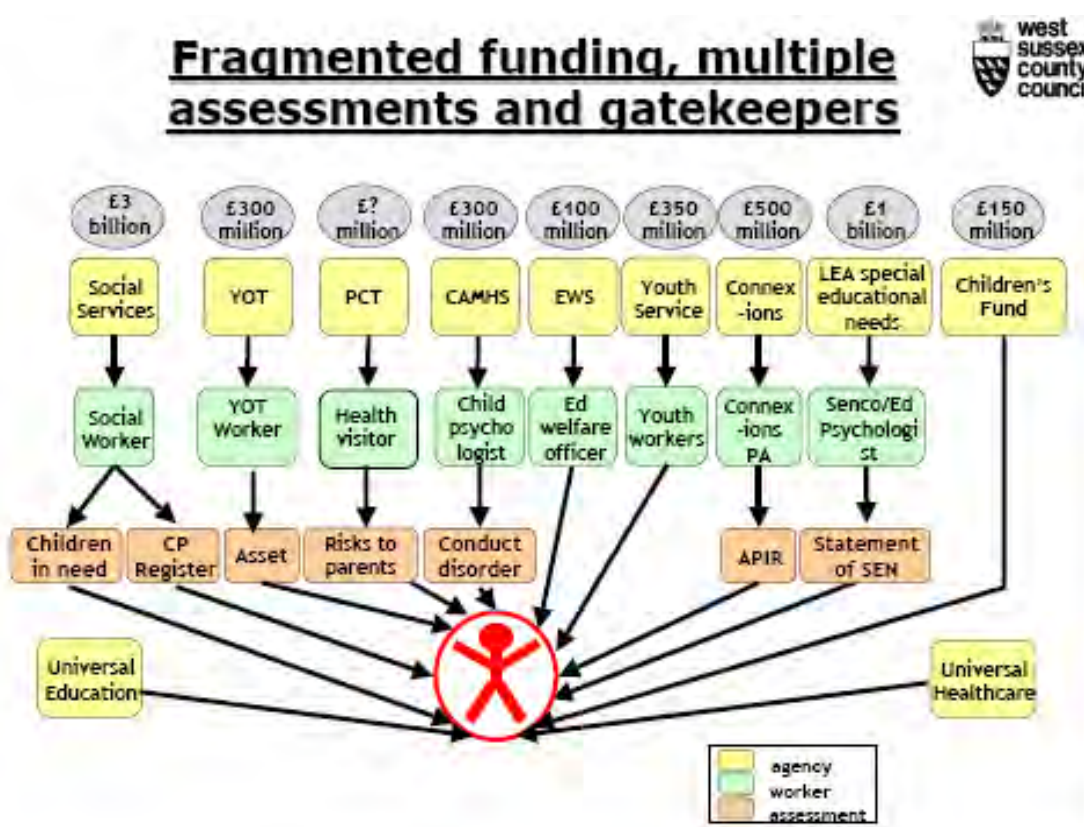 Fragmented funding, multiple
assessments and gatekeepers
west
sussex
county
council
£3
billion
£300
million
£?
million
£300
million
£100
million
£350
million
£500
million
£1
billion
£150
million
Social
Services
YOT
PCT
CAMHS
EWS
Youth
Service
Connex
-ions
LEA special
educational
needs
Children's
Fund
Social
Worker
YOT
Worker
Health
visitor
Child
psycho
logist
Ed
welfare
officer
Youth
workers
Connex
-ions
PA
Senco/Ed
Psychologi
st
Children
in need
CP
Register
Asset
Risks to
parents
Conduct
disorder
APIR
Statement
of SEN
Universal
Education
Universal
Healthcare
agency
worker
assessment